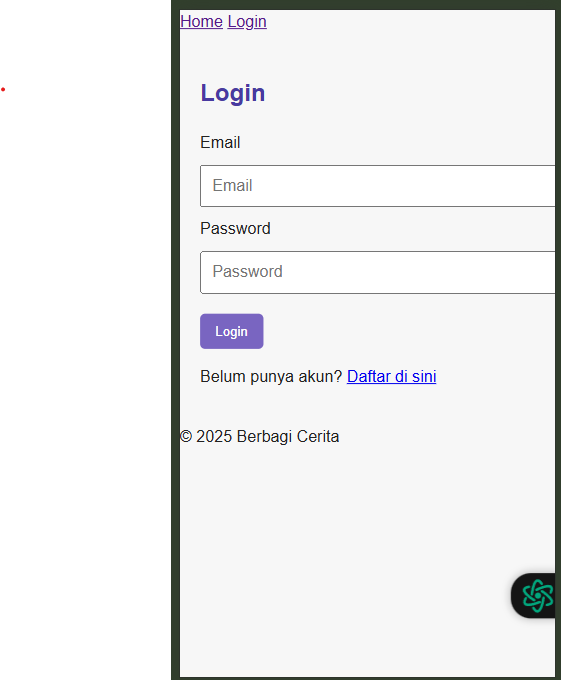 Home Login
Login
Email
Email
Password
Password
Login
Belum punya akun? Daftar di sini
© 2025 Berbagi Cerita